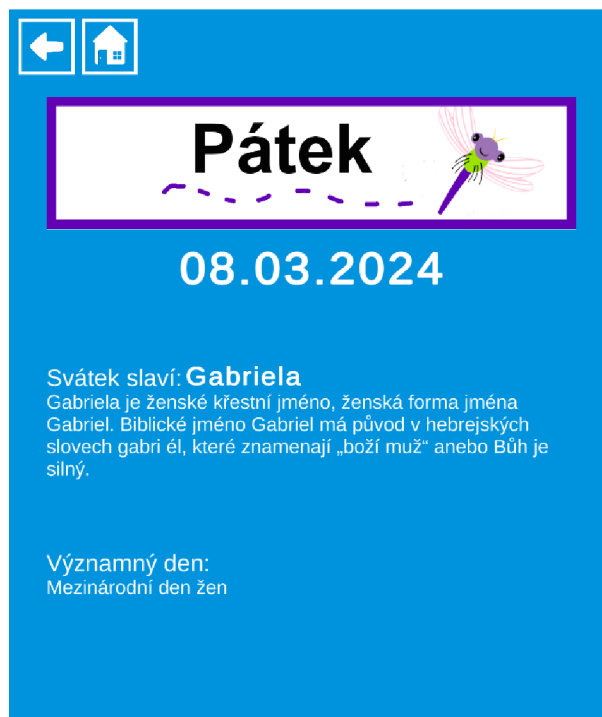 Pátek
08.03.2024
Svátek slaví: Gabriela
Gabriela je ženské křestní jméno, ženská forma jména
Gabriel. Biblické jméno Gabriel má původ v hebrejských
slovech gabri él, které znamenají „boží muž“ anebo Bůh je
silný.
Významný den:
Mezinárodní den žen